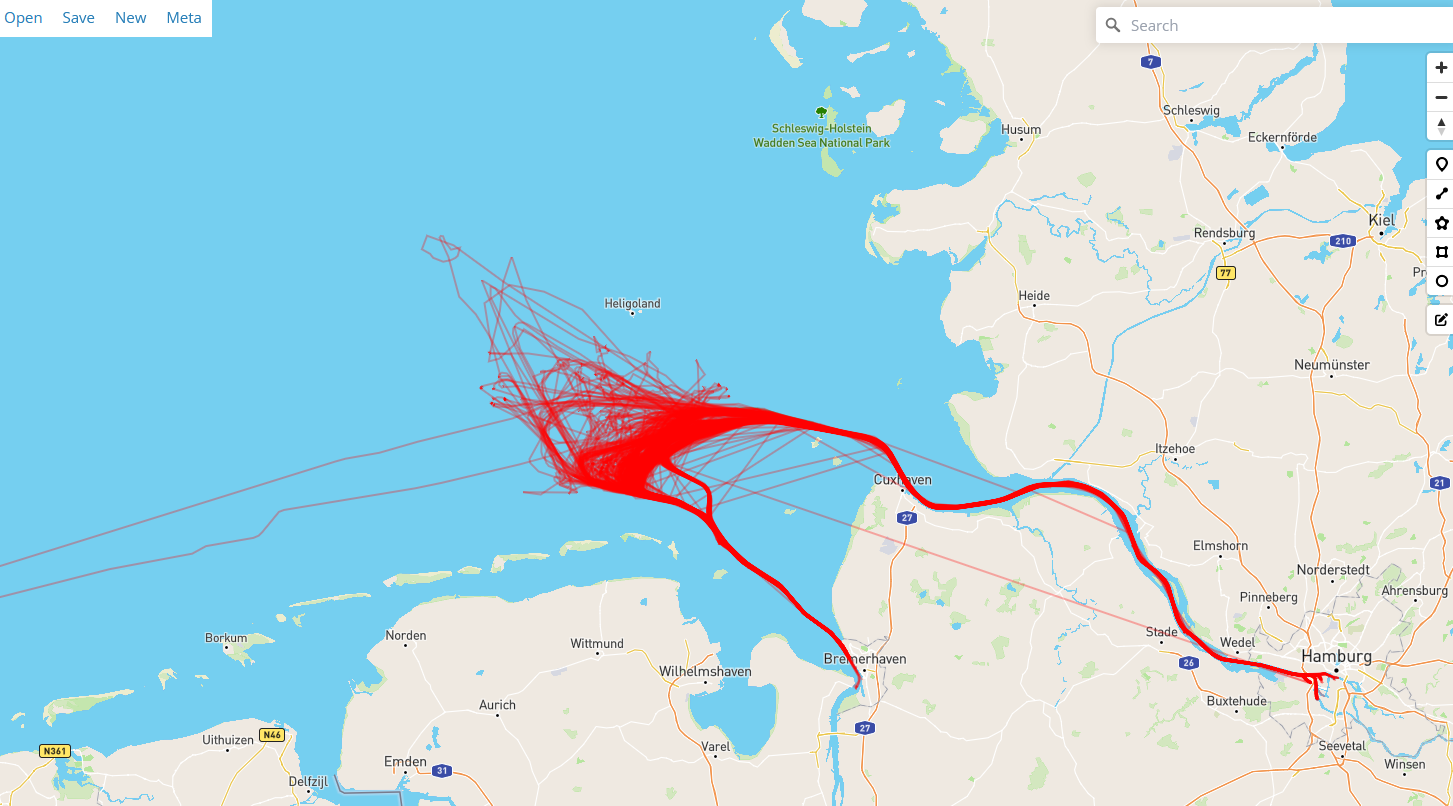 Open Save New Meta
Search
7
Schleswig
Schleswig-Holstein
Wadden Sea National Park
Husum
Eckernförde
Kiel
Rendsburg
210
77
Pr
Heide
Heligoland
Neumünster
Itzehoe
Cuxhaven
21
27
Elmshorn
Norderstedt
Ahrensburg
Pinneberg
Norden
Borkum
Wittmund
Stade
Wedel
Hamburg
26
Bremerhaven
Wilhelmshaven
Buxtehude
Aurich
27
Uithuizen
N46
N361
Varel
Seevetal
Winsen
Emden
31
Delfzijl